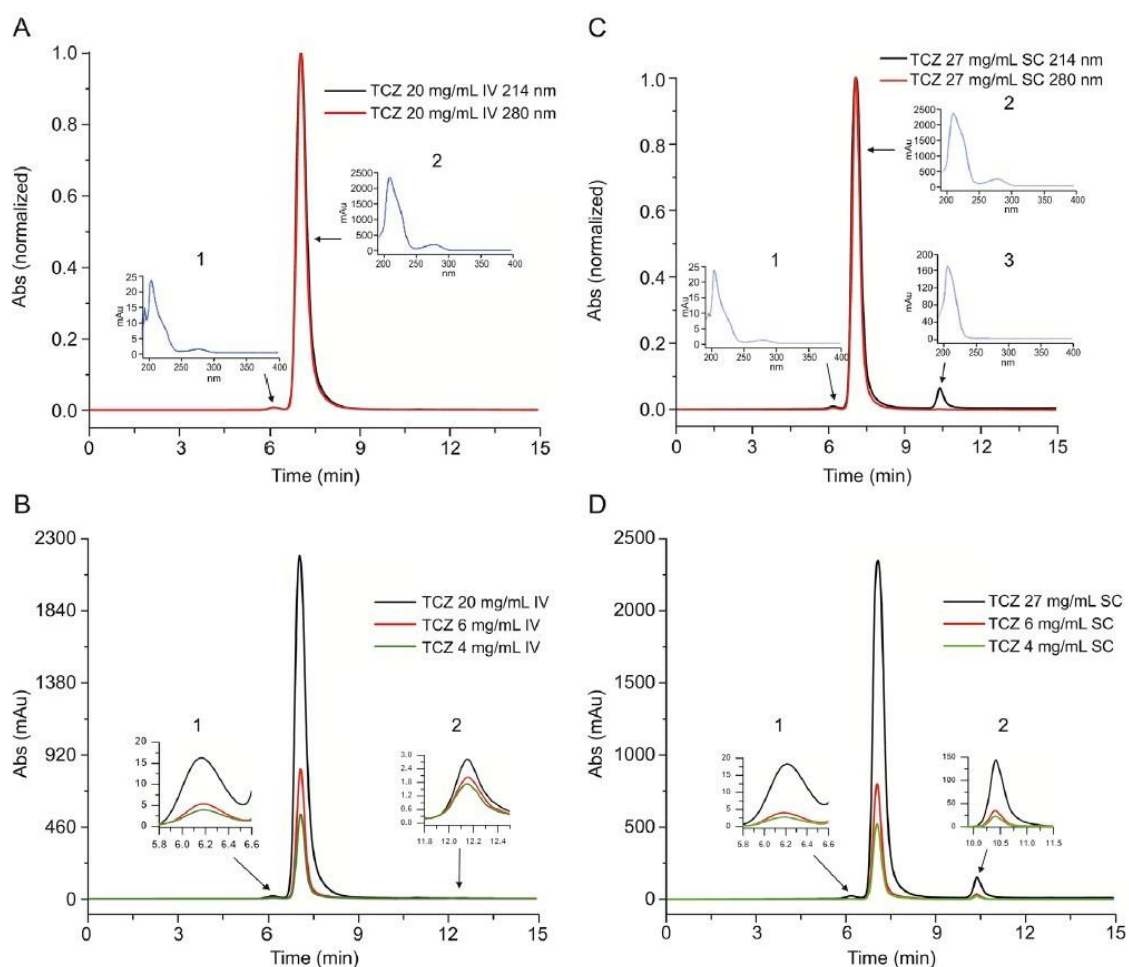 A
TCZ 20 mg/mL IV 214 nm
TCZ 20 mg/mL IV 280 nm
Abs (normalized)
1.0
0.8
0.6
0.4
0.2
0.0
1
mAu
25
20
15
10
5
0
200 250 300 350 400
nm
2
mAu
2500
2000
1500
1000
500
0
200 250 300 350 400
nm
0 3 6 9 12 15
Time (min)
C
TCZ 27 mg/mL SC 214 nm
TCZ 27 mg/mL SC 280 nm
Abs (normalized)
1.0
0.8
0.6
0.4
0.2
0.0
1
mAu
25
20
15
10
5
0
200 250 300 350 400
nm
2
mAu
2500
2000
1500
1000
500
0
200 250 300 350 400
nm
3
mAu
200
160
120
80
40
0
200 250 300 350 400
nm
0 3 6 9 12 15
Time (min)
B
TCZ 20 mg/mL IV
TCZ 6 mg/mL IV
TCZ 4 mg/mL IV
Abs (mAu)
2300
1840
1380
920
460
0
1
20
15
10
5
0
5.8 6.0 6.2 6.4 6.6
2
3.0
2.4
1.8
1.2
0.6
0.0
11.8 12.0 12.2 12.4 12.6
0 3 6 9 12 15
Time (min)
D
TCZ 27 mg/mL SC
TCZ 6 mg/mL SC
TCZ 4 mg/mL SC
Abs (mAu)
2500
2000
1500
1000
500
0
1
20
15
10
5
0
5.8 6.0 6.2 6.4 6.6
2
150
100
50
25
0
10.0 10.5 11.0 11.5
0 3 6 9 12 15
Time (min)